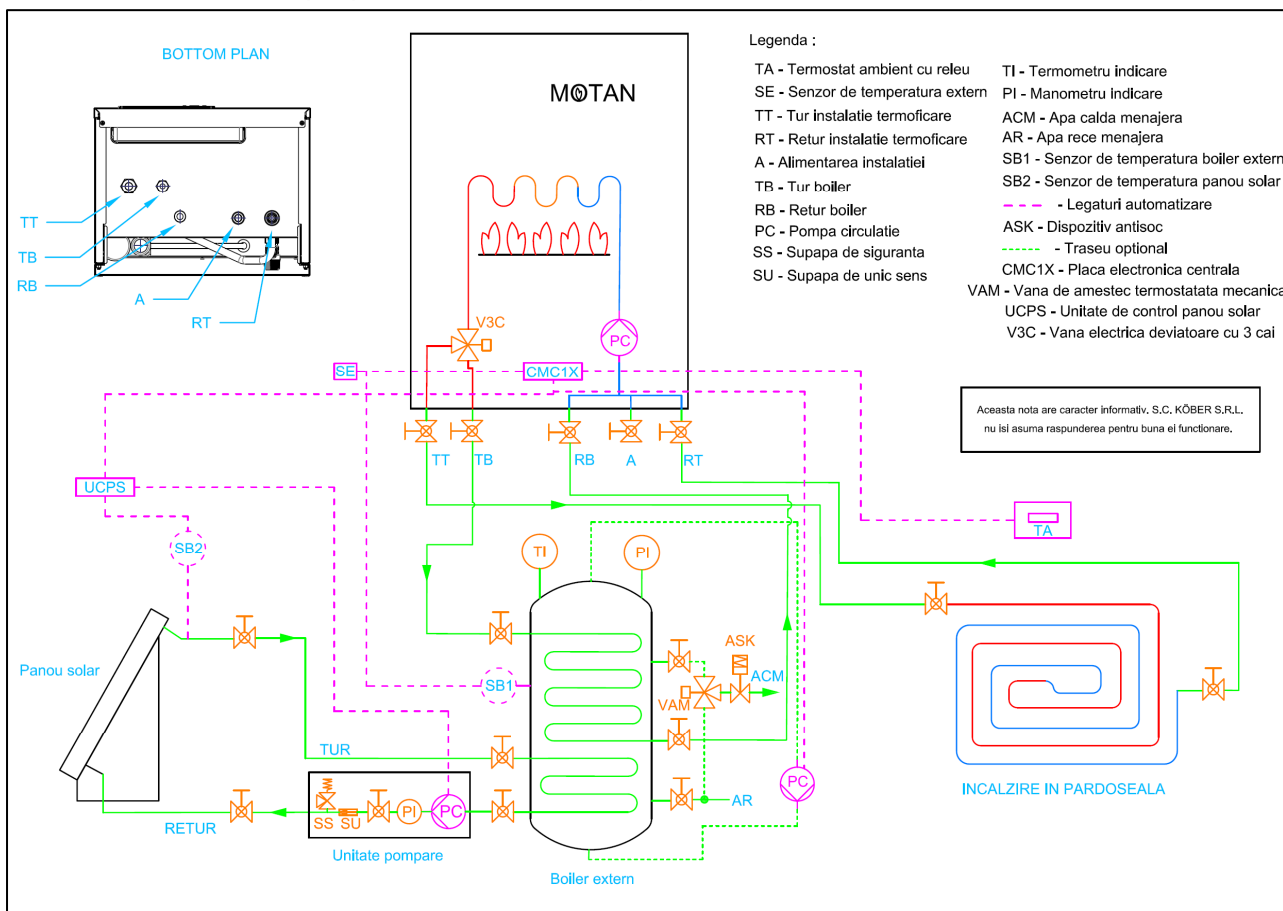 BOTTOM PLAN
TT
TB
RB
A
RT
MOTAN
V3C
PC
SE
CMC1X
TT
TB
RB
A
RT
Legenda :
TA - Termostat ambient cu releu
SE - Senzor de temperatura extern
TT - Tur instalatie termoficare
RT - Retur instalatie termoficare
A - Alimentarea instalatiei
TB - Tur boiler
RB - Retur boiler
PC - Pompa circulatie
SS - Supapa de siguranta
SU - Supapa de unic sens
TI - Termometru indicare
PI - Manometru indicare
ACM - Apa calda menajera
AR - Apa rece menajera
SB1 - Senzor de temperatura boiler extern
SB2 - Senzor de temperatura panou solar
- Legaturi automatizare
ASK - Dispozitiv antisoc
- Traseu optional
CMC1X - Placa electronica centrala
VAM - Vana de amestec termostatata mecanica
UCPS - Unitate de control panou solar
V3C - Vana electrica deviatoare cu 3 cai
Aceasta nota are caracter informativ. S.C. KÖBER S.R.L.
nu isi asuma raspunderea pentru buna ei functionare.
UCPS
SB2
TA
TI
PI
Panou solar
SB1
ASK
ACM
VAM
TUR
PC
AR
INCALZIRE IN PARDOSEALA
RETUR
SS
SU
PI
PC
Unitate pompare
Boiler extern